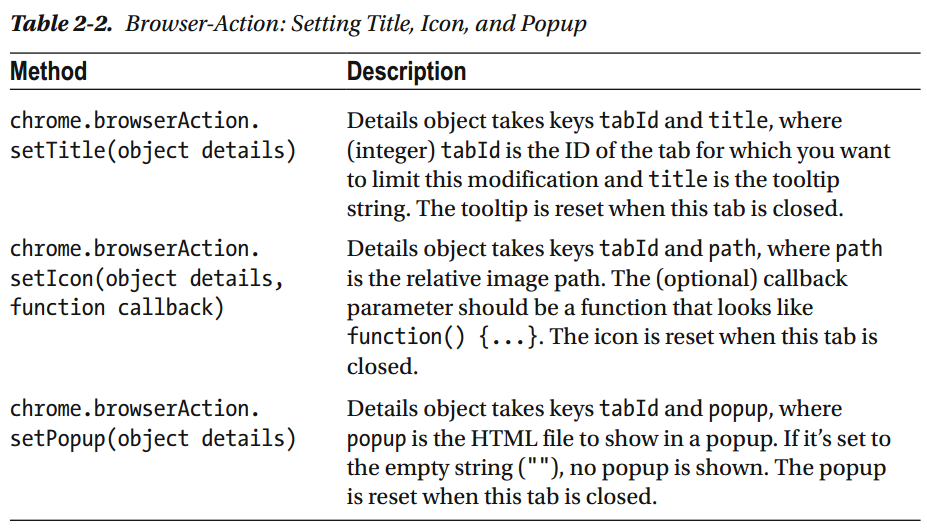 Table 2-2. Browser-Action: Setting Title, Icon, and Popup
Method Description
chrome.browserAction. Details object takes keys tabId and title, where
setTitle(object details) (integer) tabId is the ID of the tab for which you want
to limit this modification and title is the tooltip
string. The tooltip is reset when this tab is closed.
chrome.browserAction. Details object takes keys tabId and path, where path
setIcon(object details, is the relative image path. The (optional) callback
function callback) parameter should be a function that looks like
function() {...}. The icon is reset when this tab is
closed.
chrome.browserAction. Details object takes keys tabId and popup, where
setPopup(object details) popup is the HTML file to show in a popup. If it’s set to
the empty string (""), no popup is shown. The popup
is reset when this tab is closed.